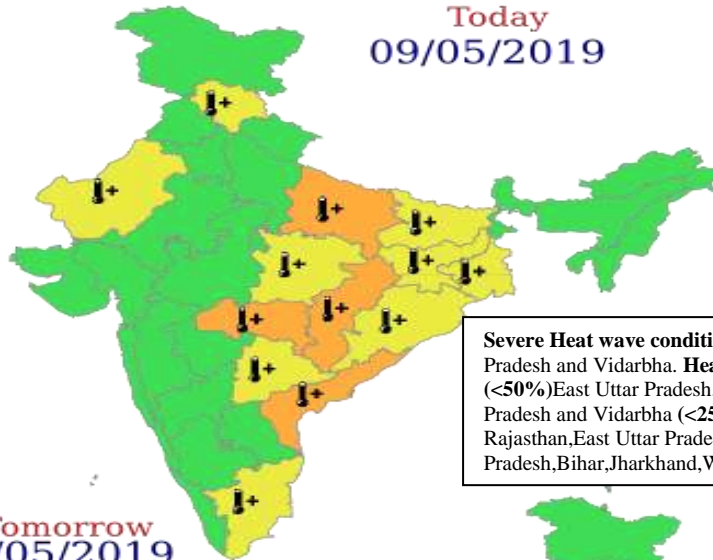 Today
09/05/2019
Severe Heat wave conditi
Pradesh and Vidarbha. Hea
(<50%)East Uttar Pradesh
Pradesh and Vidarbha (<25
Rajasthan,East Uttar Prade
Pradesh,Bihar,Jharkhand,W
omorrow
/05/2019